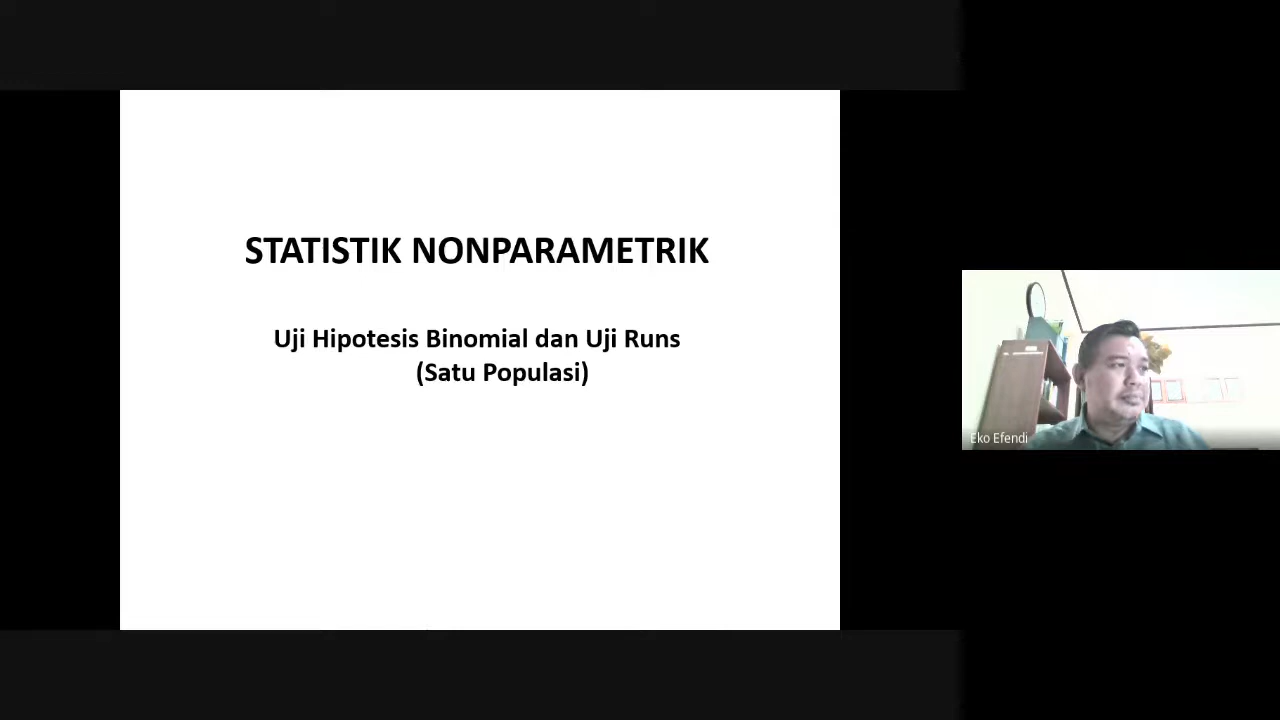 STATISTIK NONPARAMETRIK
Uji Hipotesis Binomial dan Uji Runs
(Satu Populasi)
Eko Efendi